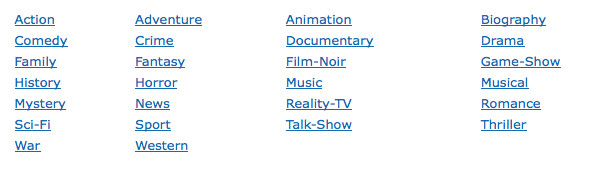 Action Adventure Animation Biography
Comedy Crime Documentary Drama
Family Fantasy Film-Noir Game-Show
History Horror Music Musical
Mystery News Reality-TV Romance
Sci-Fi Sport Talk-Show Thriller
War Western